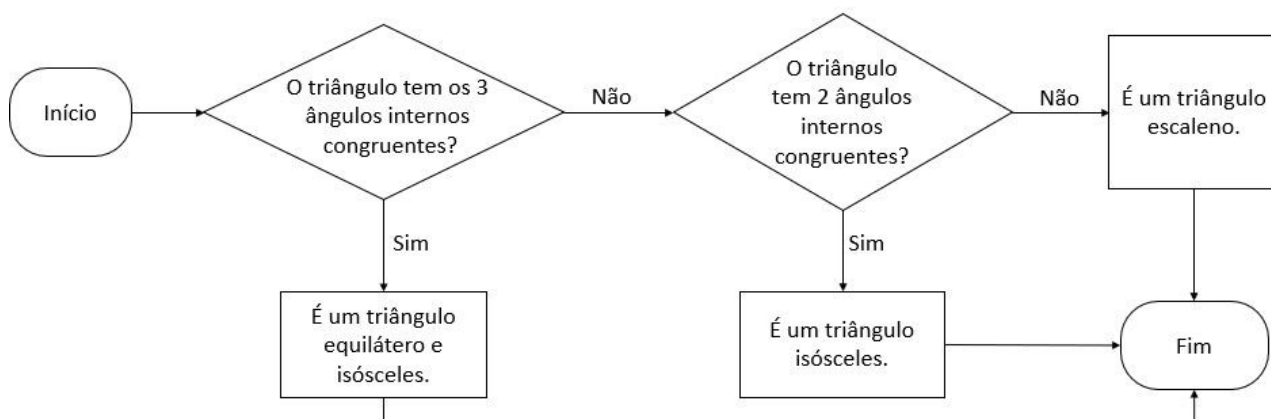 Início
O triângulo tem os 3
ângulos internos
congruentes?
Não
O triângulo
tem 2 ângulos
internos
congruentes?
Não
É um triângulo
escaleno.
Sim
Sim
É um triângulo
equilátero e
isósceles.
É um triângulo
isósceles.
Fim